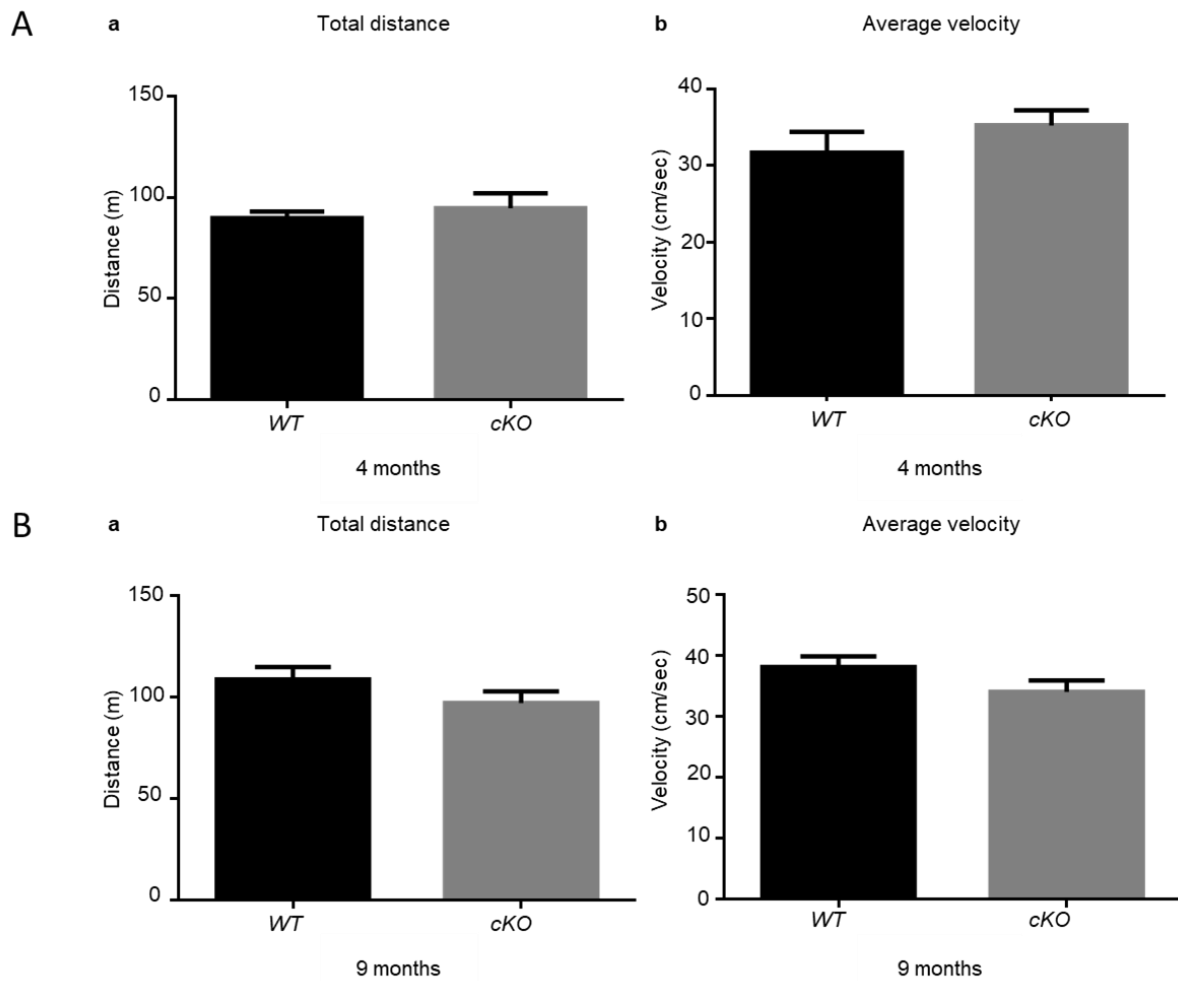 A
a Total distance
b Average velocity
150
100
50
0
Distance (m)
WT cKO
4 months
40
30
20
10
0
Velocity (cm/sec)
WT cKO
4 months
B
a Total distance
b Average velocity
150
100
50
0
Distance (m)
WT cKO
9 months
50
40
30
20
10
0
Velocity (cm/sec)
WT cKO
9 months